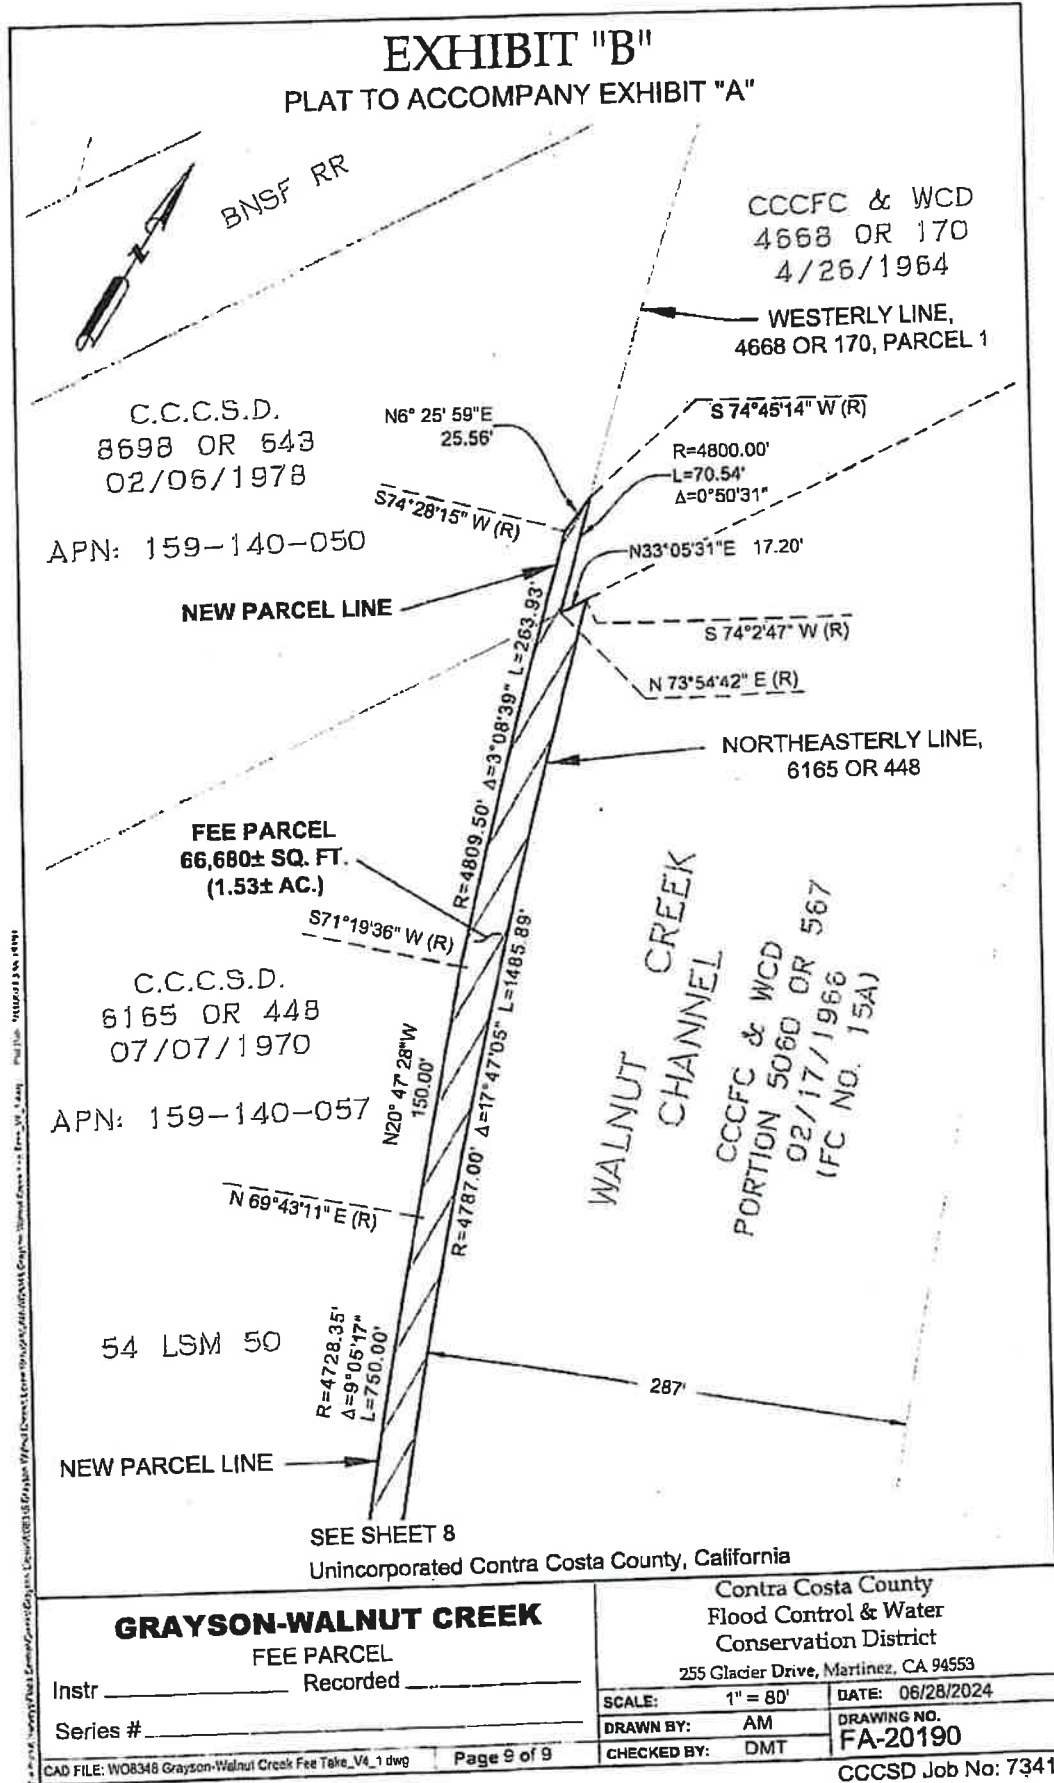 EXHIBIT "B"
PLAT TO ACCOMPANY EXHIBIT "A"
BNSF RR
N
CCCFC & WCD
4668 OR 170
4/26/1964
WESTERLY LINE,
4668 OR 170, PARCEL 1
C.C.C.S.D.
8698 OR 643
02/06/1978
APN: 159-140-050
N6° 25' 59"E
25.56'
S 74°45'14" W (R)
R=4800.00'
L=70.54'
Δ=0°50'31"
S74°28'15" W (R)
N33°05'31"E 17.20'
NEW PARCEL LINE
S 74°2'47" W (R)
N 73°54'42" E (R)
R=4809.50' Δ=3°08'39" L=263.93'
NORTHEASTERLY LINE,
6165 OR 448
FEE PARCEL
66,680± SQ. FT.
(1.53± AC.)
S71°19'36" W (R)
C.C.C.S.D.
6165 OR 448
07/07/1970
APN: 159-140-057
N20° 47' 28"W
150.00'
R=4787.00' Δ=17°47'05" L=1485.89'
WALNUT CREEK
CHANNEL
CCCFC & WCD
PORTION 5060 OR 567
02/17/1966
(FC NO. 15A)
N 69°43'11" E (R)
54 LSM 50
R=4728.35'
Δ=9°05'17"
L=750.00'
287'
NEW PARCEL LINE
SEE SHEET 8
Unincorporated Contra Costa County, California
GRAYSON-WALNUT CREEK
FEE PARCEL
Instr Recorded
Series #
CAD FILE: WO8348 Grayson-Walnut Creek Fee Take_V4_1.dwg
Page 9 of 9
Contra Costa County
Flood Control & Water
Conservation District
255 Glacier Drive, Martinez, CA 94553
SCALE: 1" = 80'
DATE: 06/28/2024
DRAWN BY: AM
DRAWING NO.
FA-20190
CHECKED BY: DMT
CCCSD Job No: 7341